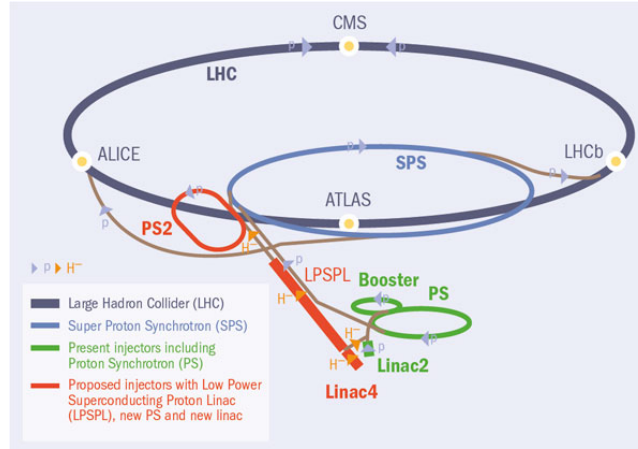 CMS
p
p
LHC
ALICE
p
SPS
LHCb
p
p
ATLAS
PS2
p
H⁻
p
p H⁻
LPSPL
H⁻
Booster
p
PS
p
H⁻
p
H⁻
Linac2
Linac4
Large Hadron Collider (LHC)
Super Proton Synchrotron (SPS)
Present injectors including
Proton Synchrotron (PS)
Proposed injectors with Low Power
Superconducting Proton Linac
(LPSPL), new PS and new linac